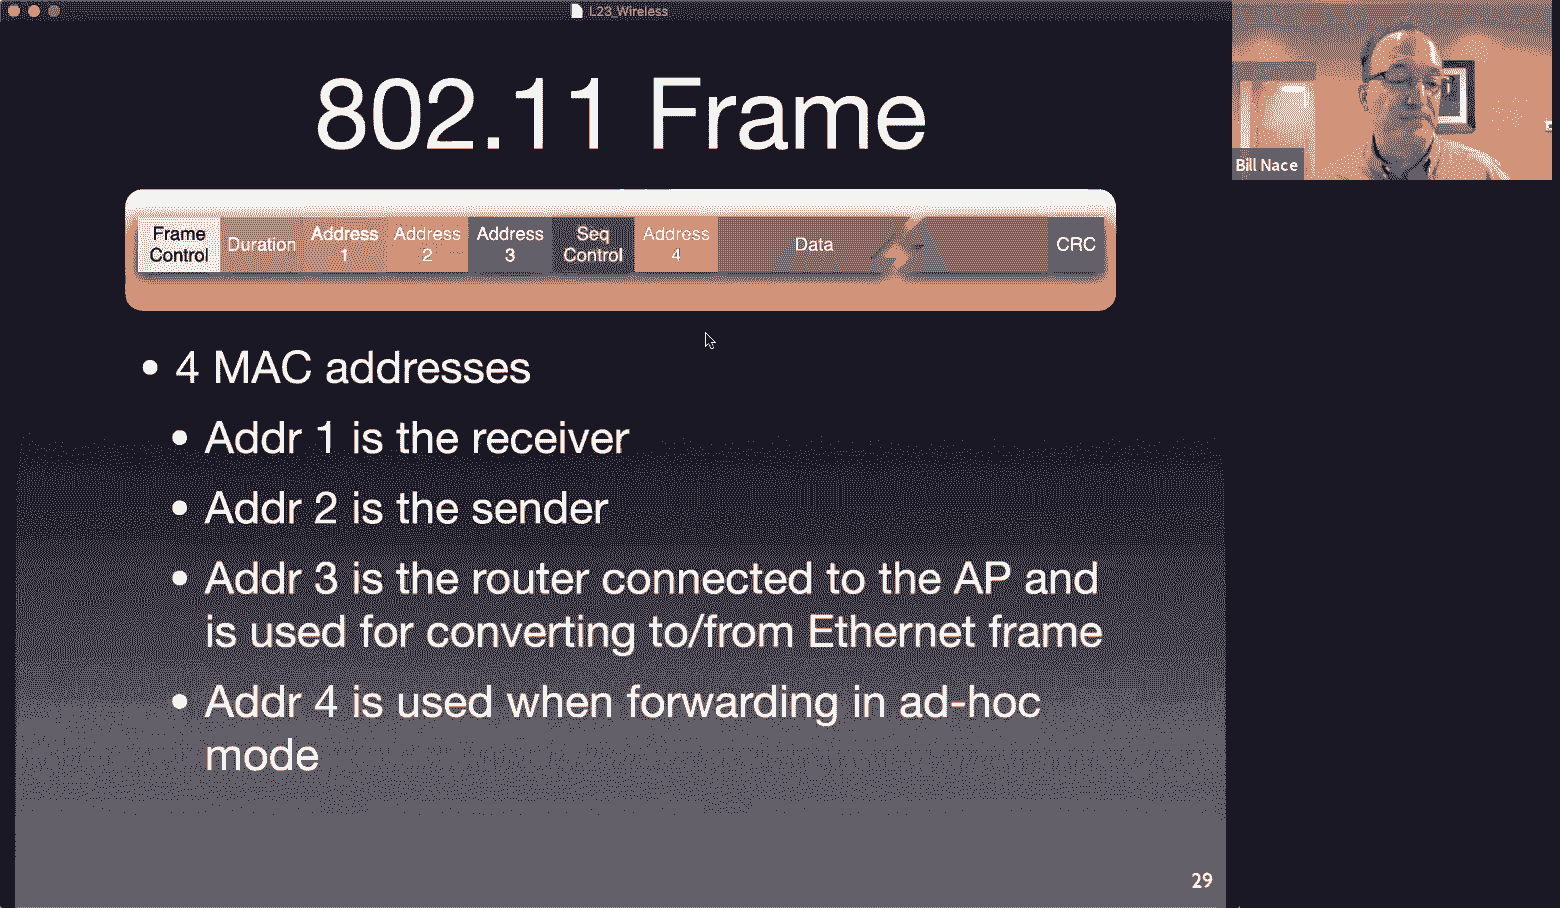 L23_Wireless
802.11 Frame
Bill Nace
Frame Control
Duration
Address 1
Address 2
Address 3
Seq Control
Address 4
Data
CRC
• 4 MAC addresses
• Addr 1 is the receiver
• Addr 2 is the sender
• Addr 3 is the router connected to the AP and
is used for converting to/from Ethernet frame
• Addr 4 is used when forwarding in ad-hoc
mode
29